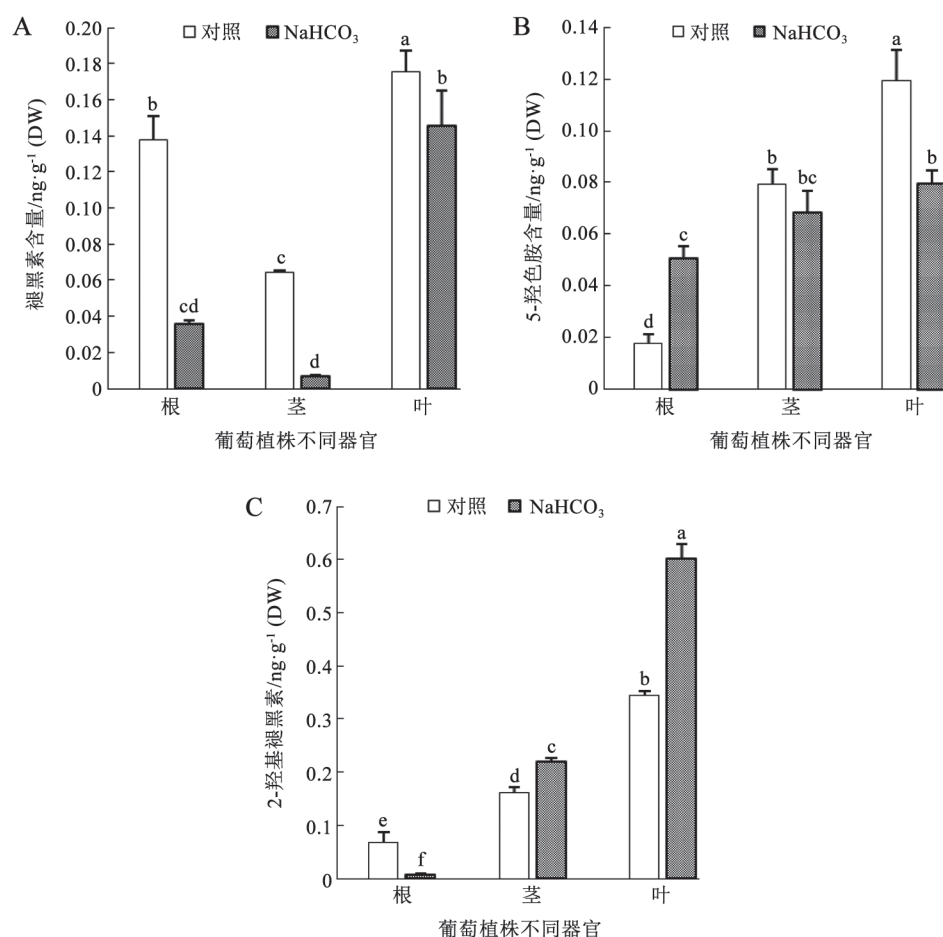 A
对照 NaHCO₃
褪黑素含量/ng·g⁻¹ (DW)
0.20
0.18
0.16
0.14
0.12
0.10
0.08
0.06
0.04
0.02
0
b
cd
c
d
a
b
根 茎 叶
葡萄植株不同器官
B
对照 NaHCO₃
5-羟色胺含量/ng·g⁻¹ (DW)
0.14
0.12
0.10
0.08
0.06
0.04
0.02
0
d
c
b
bc
a
b
根 茎 叶
葡萄植株不同器官
C
对照 NaHCO₃
2-羟基褪黑素/ng·g⁻¹ (DW)
0.7
0.6
0.5
0.4
0.3
0.2
0.1
0
e
f
d
c
b
a
根 茎 叶
葡萄植株不同器官